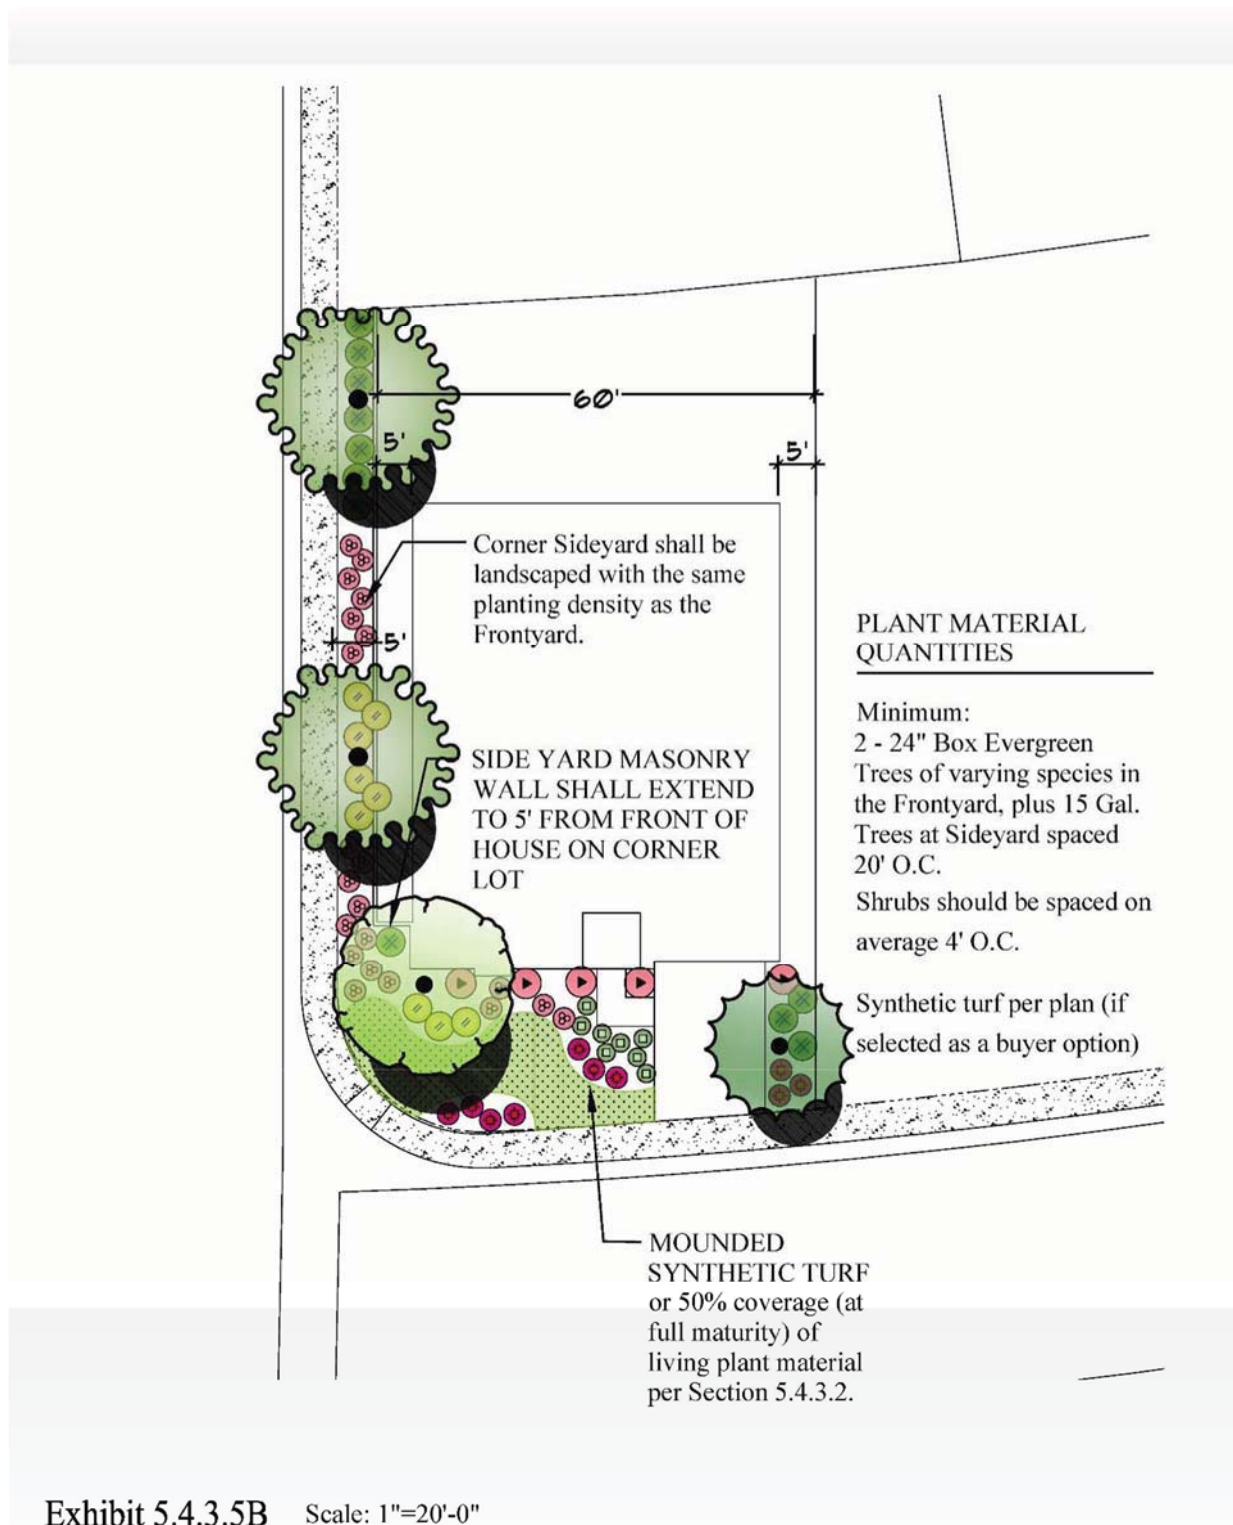 60'
5'
5'
Corner Sideyard shall be
landscaped with the same
planting density as the
Frontyard.
5'
PLANT MATERIAL
QUANTITIES
Minimum:
2 - 24" Box Evergreen
Trees of varying species in
the Frontyard, plus 15 Gal.
Trees at Sideyard spaced
20' O.C.
Shrubs should be spaced on
average 4' O.C.
Synthetic turf per plan (if
selected as a buyer option)
SIDE YARD MASONRY
WALL SHALL EXTEND
TO 5' FROM FRONT OF
HOUSE ON CORNER
LOT
MOUNDED
SYNTHETIC TURF
or 50% coverage (at
full maturity) of
living plant material
per Section 5.4.3.2.
Exhibit 5.4.3.5B Scale: 1"=20'-0"